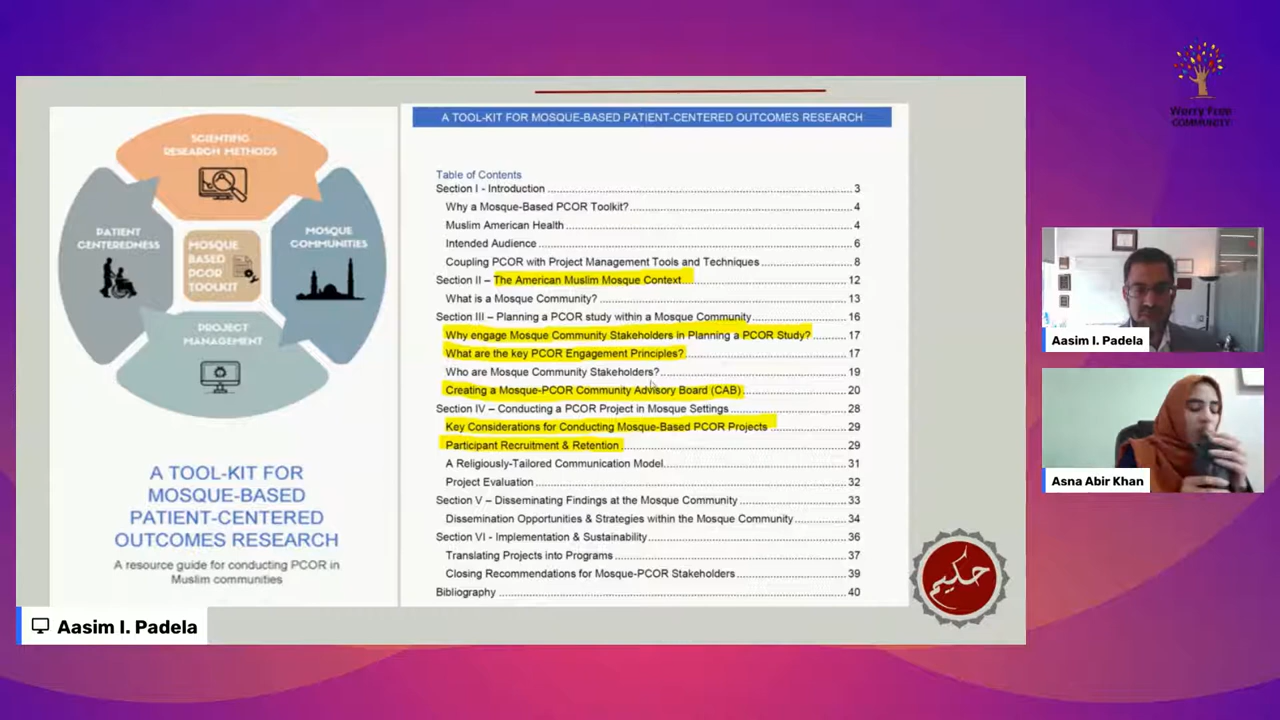 Worry Free
COMMUNITY
SCIENTIFIC
RESEARCH METHODS
PATIENT
CENTEREDNESS
MOSQUE
BASED
PCOR
TOOLKIT
MOSQUE
COMMUNITIES
PROJECT
MANAGEMENT
A TOOL-KIT FOR
MOSQUE-BASED
PATIENT-CENTERED
OUTCOMES RESEARCH
A resource guide for conducting PCOR in
Muslim communities
A TOOL-KIT FOR MOSQUE-BASED PATIENT-CENTERED OUTCOMES RESEARCH
Table of Contents
Section I - Introduction 3
Why a Mosque-Based PCOR Toolkit? 4
Muslim American Health 4
Intended Audience 6
Coupling PCOR with Project Management Tools and Techniques 8
Section II – The American Muslim Mosque Context 12
What is a Mosque Community? 13
Section III – Planning a PCOR study within a Mosque Community 16
Why engage Mosque Community Stakeholders in Planning a PCOR Study? 17
What are the key PCOR Engagement Principles? 17
Who are Mosque Community Stakeholders? 19
Creating a Mosque-PCOR Community Advisory Board (CAB) 20
Section IV – Conducting a PCOR Project in Mosque Settings 28
Key Considerations for Conducting Mosque-Based PCOR Projects 29
Participant Recruitment & Retention 29
A Religiously-Tailored Communication Model 31
Project Evaluation 32
Section V – Disseminating Findings at the Mosque Community 33
Dissemination Opportunities & Strategies within the Mosque Community 34
Section VI - Implementation & Sustainability 36
Translating Projects into Programs 37
Closing Recommendations for Mosque-PCOR Stakeholders 39
Bibliography 40
حكيم
Aasim I. Padela
Aasim I. Padela
Asna Abir Khan